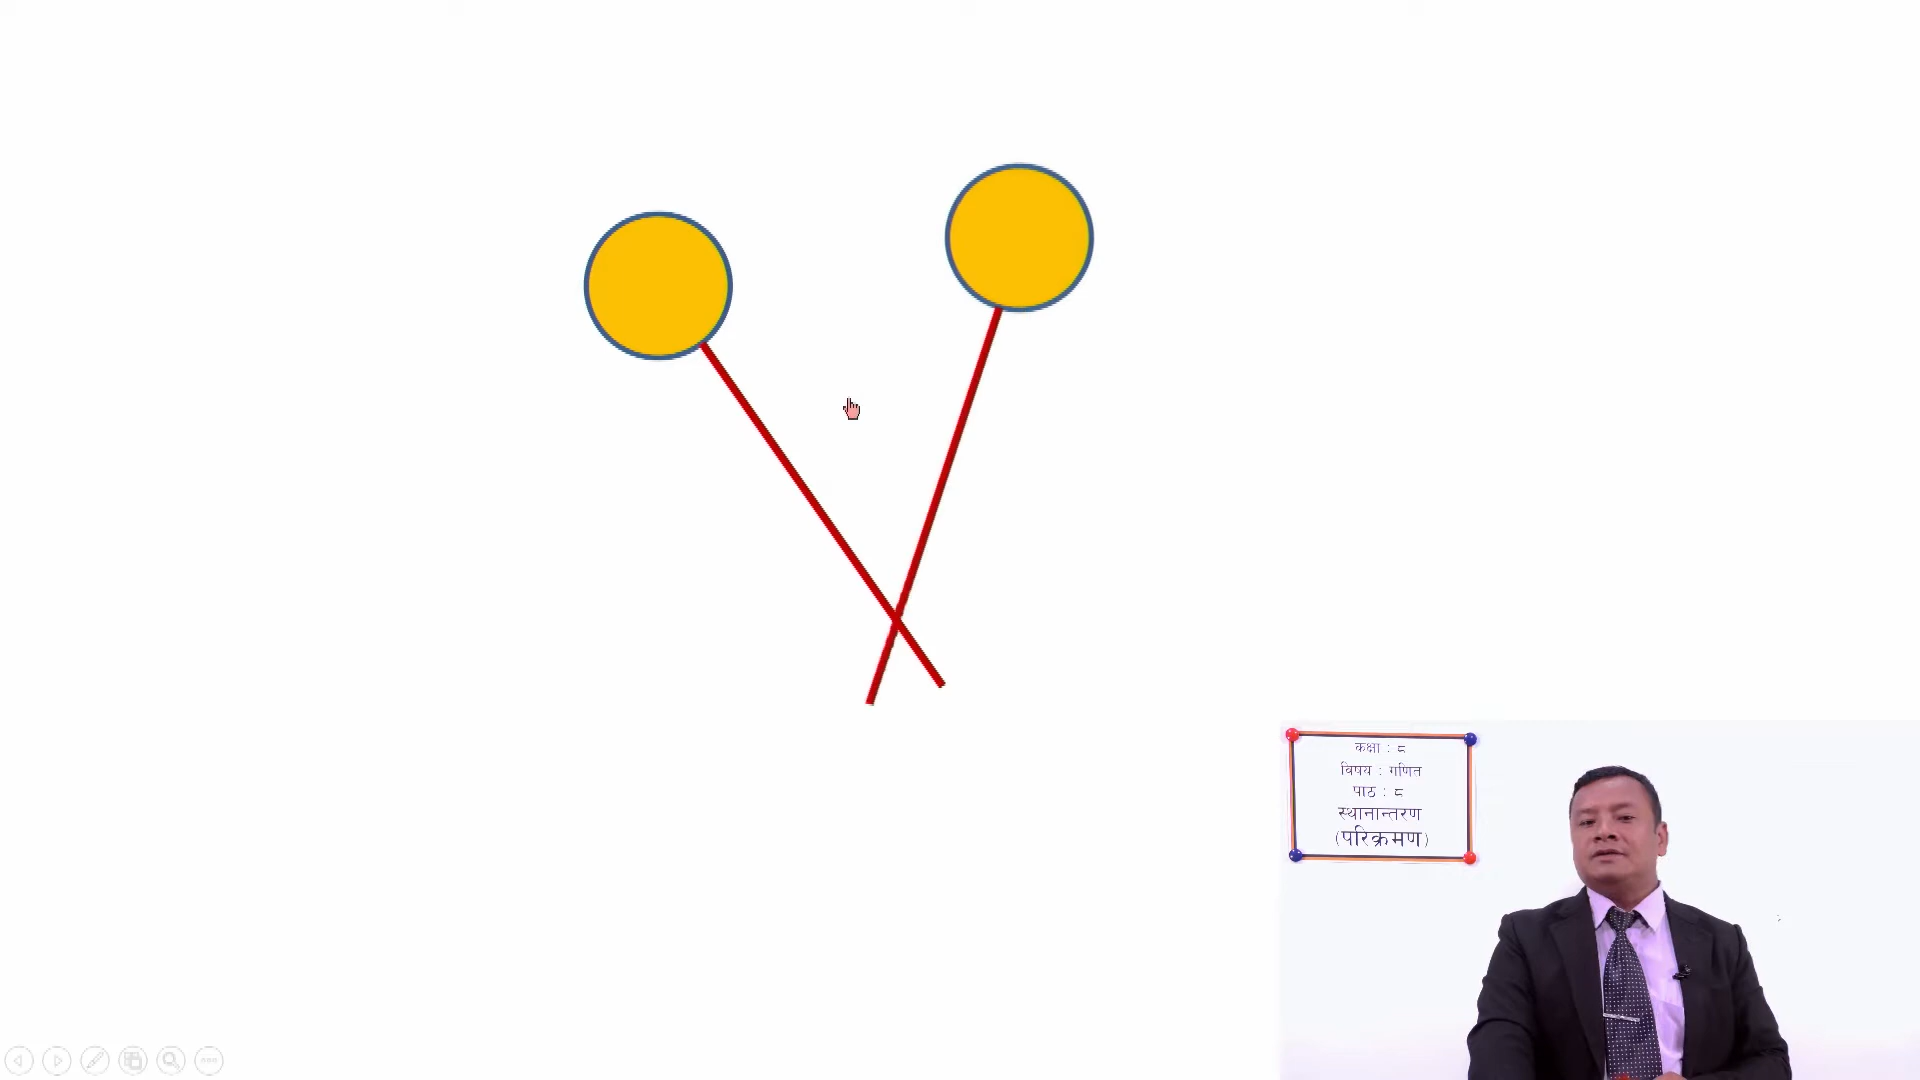 कक्षा : ८
विषय : गणित
पाठ : ८
स्थानान्तरण
(परिक्रमण)